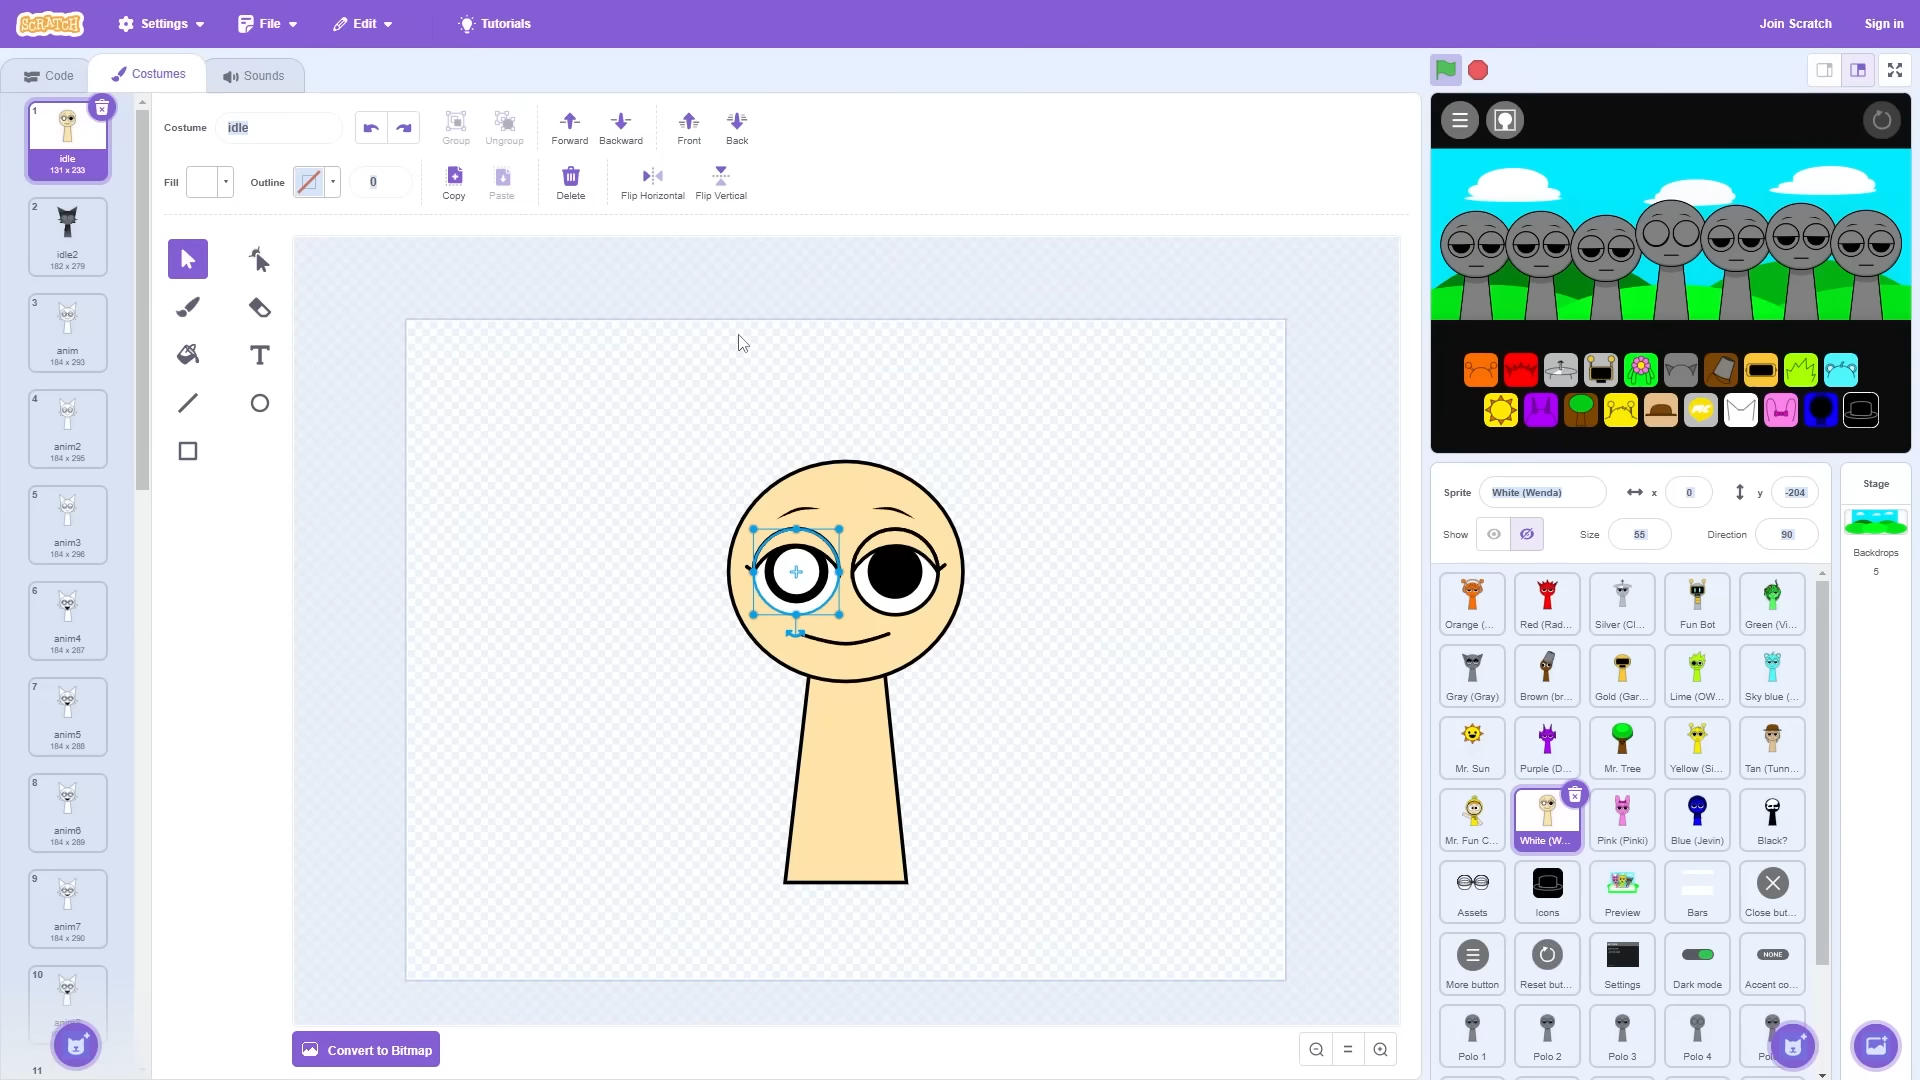 SCRATCH
Settings
File
Edit
Tutorials
Join Scratch
Sign in
Code
Costumes
Sounds
Costume
idle
Group
Ungroup
Forward
Backward
Front
Back
Fill
Outline
0
Copy
Paste
Delete
Flip Horizontal
Flip Vertical
1
idle
131 x 233
2
idle2
182 x 279
3
anim
184 x 293
4
anim2
184 x 295
5
anim3
184 x 296
6
anim4
184 x 287
7
anim5
184 x 288
8
anim6
184 x 289
9
anim7
184 x 290
10
11
Convert to Bitmap
Sprite
White (Wenda)
x
0
y
-204
Show
Size
55
Direction
90
Stage
Backdrops
5
Orange (...
Red (Rad...
Silver (Cl...
Fun Bot
Green (Vi...
Gray (Gray)
Brown (br...
Gold (Gar...
Lime (OW...
Sky blue (...
Mr. Sun
Purple (D...
Mr. Tree
Yellow (Si...
Tan (Tunn...
Mr. Fun C...
White (W...
Pink (Pinki)
Blue (Jevin)
Black?
Assets
Icons
Preview
Bars
Close but...
More button
Reset but...
Settings
Dark mode
NONE
Accent co...
Polo 1
Polo 2
Polo 3
Polo 4